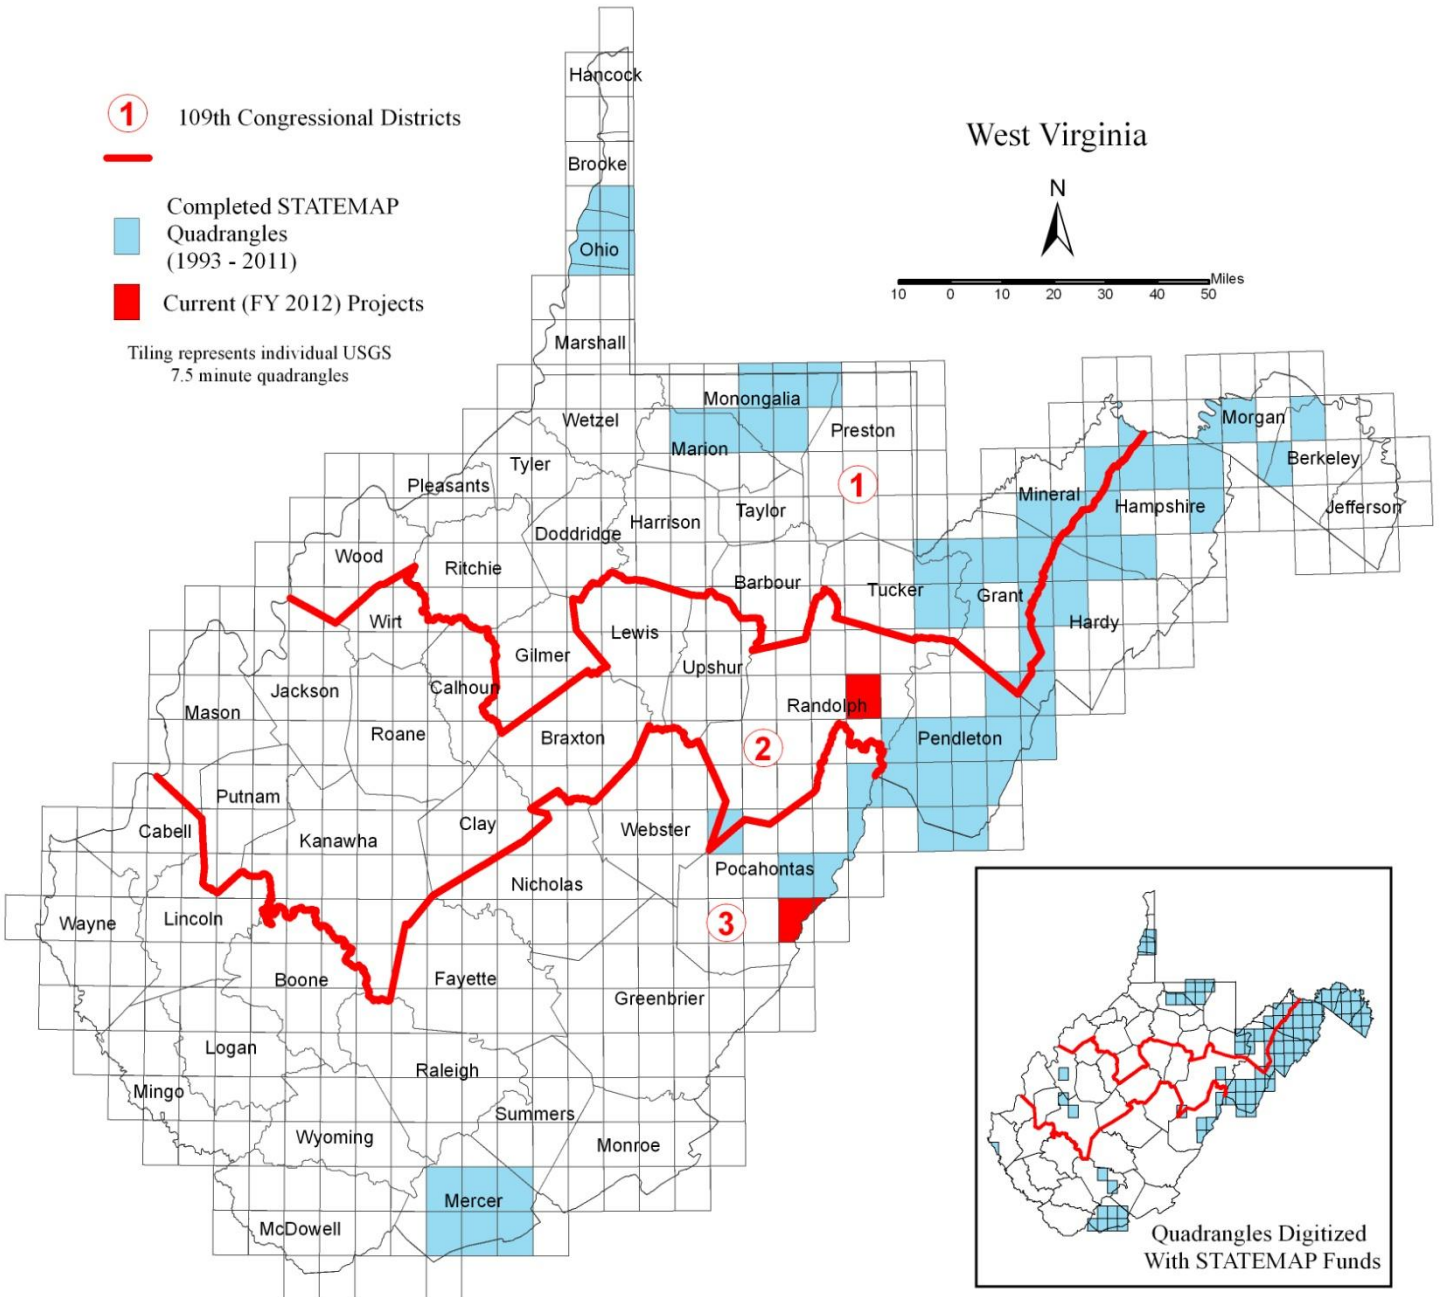 Hancock
1
109th Congressional Districts
West Virginia
Brooke
N
Completed STATEMAP
Quadrangles
(1993 - 2011)
Ohio
10 0 10 20 30 40 50 Miles
Current (FY 2012) Projects
Marshall
Tiling represents individual USGS
7.5 minute quadrangles
Monongalia
Wetzel
Morgan
Preston
Marion
Tyler
Berkeley
Pleasants
1
Mineral
Hampshire
Jefferson
Taylor
Harrison
Doddridge
Wood
Ritchie
Barbour
Tucker
Grant
Wirt
Hardy
Lewis
Gilmer
Upshur
Jackson
Calhoun
Randolph
Mason
Roane
Braxton
2
Pendleton
Putnam
Cabell
Kanawha
Clay
Webster
Pocahontas
Nicholas
Wayne
Lincoln
3
Boone
Fayette
Greenbrier
Logan
Raleigh
Mingo
Summers
Wyoming
Monroe
Mercer
McDowell
Quadrangles Digitized
With STATEMAP Funds